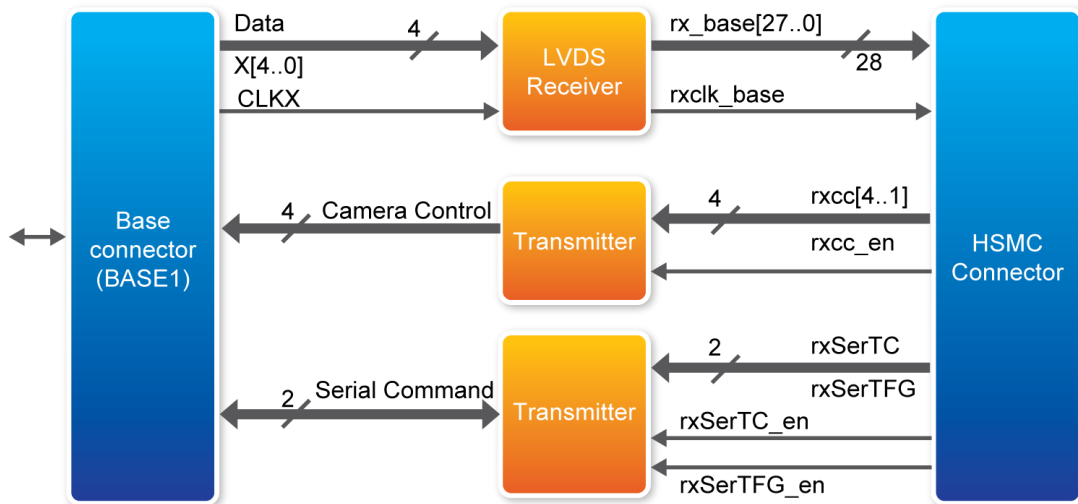 Data
4
X[4..0]
CLKX
LVDS
Receiver
rx_base[27..0]
28
rxclk_base
Base
connector
(BASE1)
4
Camera Control
Transmitter
4
rxcc[4..1]
rxcc_en
HSMC
Connector
2
Serial Command
Transmitter
2
rxSerTC
rxSerTFG
rxSerTC_en
rxSerTFG_en